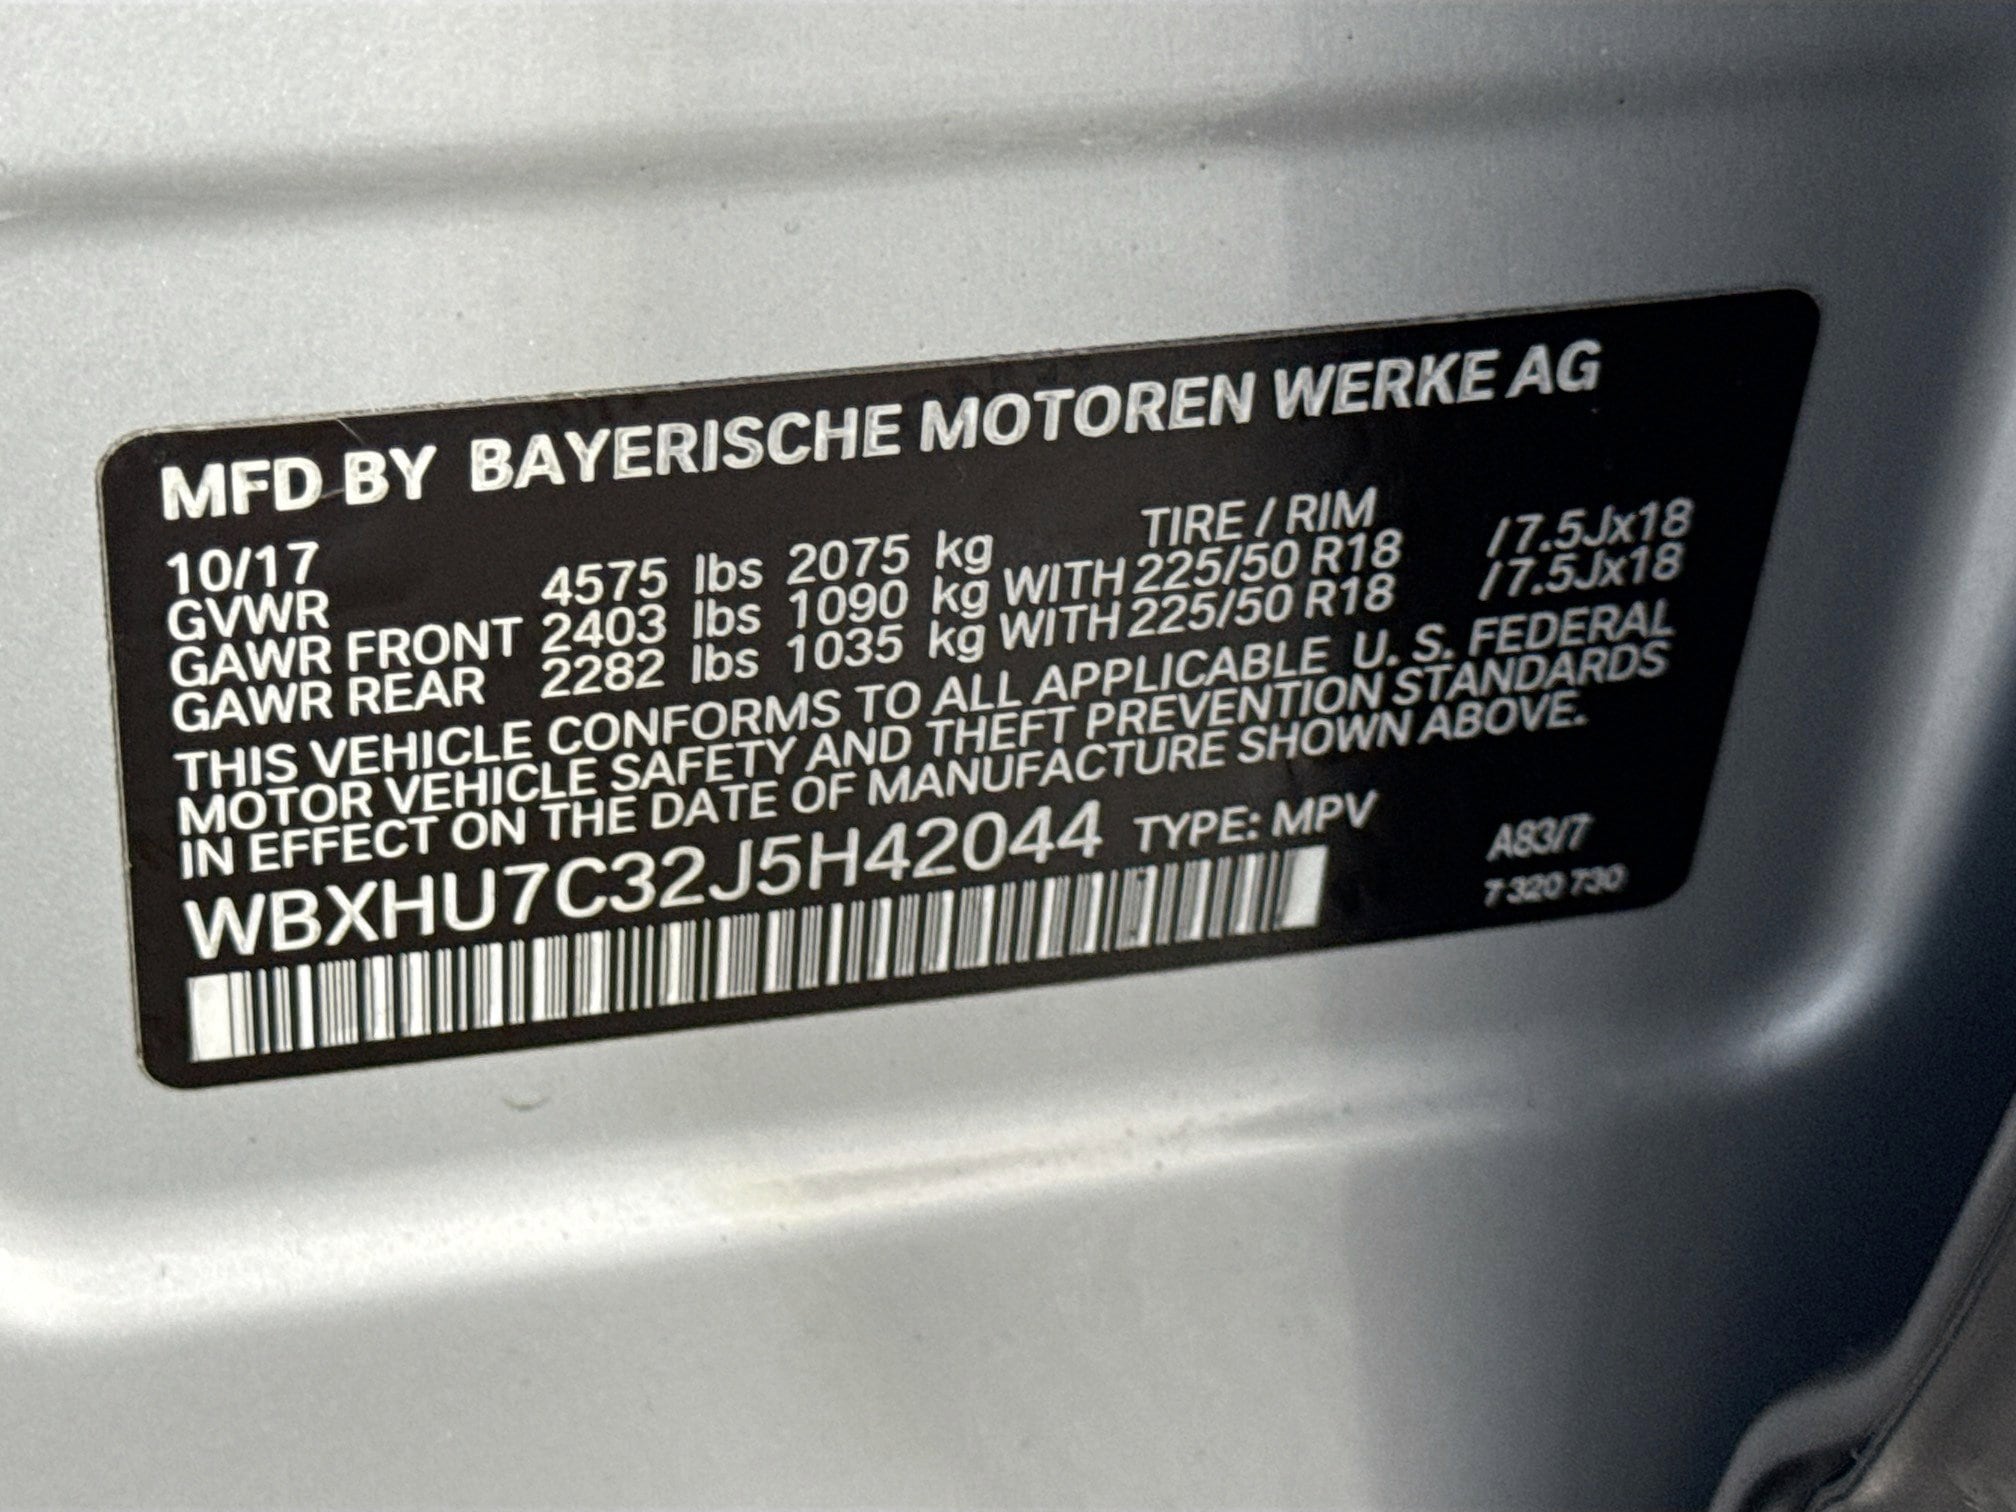 MFD BY BAYERISCHE MOTOREN WERKE AG
10/17 TIRE / RIM
GVWR 4575 lbs 2075 kg
GAWR FRONT 2403 lbs 1090 kg WITH 225/50 R18 /7.5Jx18
GAWR REAR 2282 lbs 1035 kg WITH 225/50 R18 /7.5Jx18
THIS VEHICLE CONFORMS TO ALL APPLICABLE U. S. FEDERAL
MOTOR VEHICLE SAFETY AND THEFT PREVENTION STANDARDS
IN EFFECT ON THE DATE OF MANUFACTURE SHOWN ABOVE.
WBXHU7C32J5H42044 TYPE: MPV A83/7
7 320 730